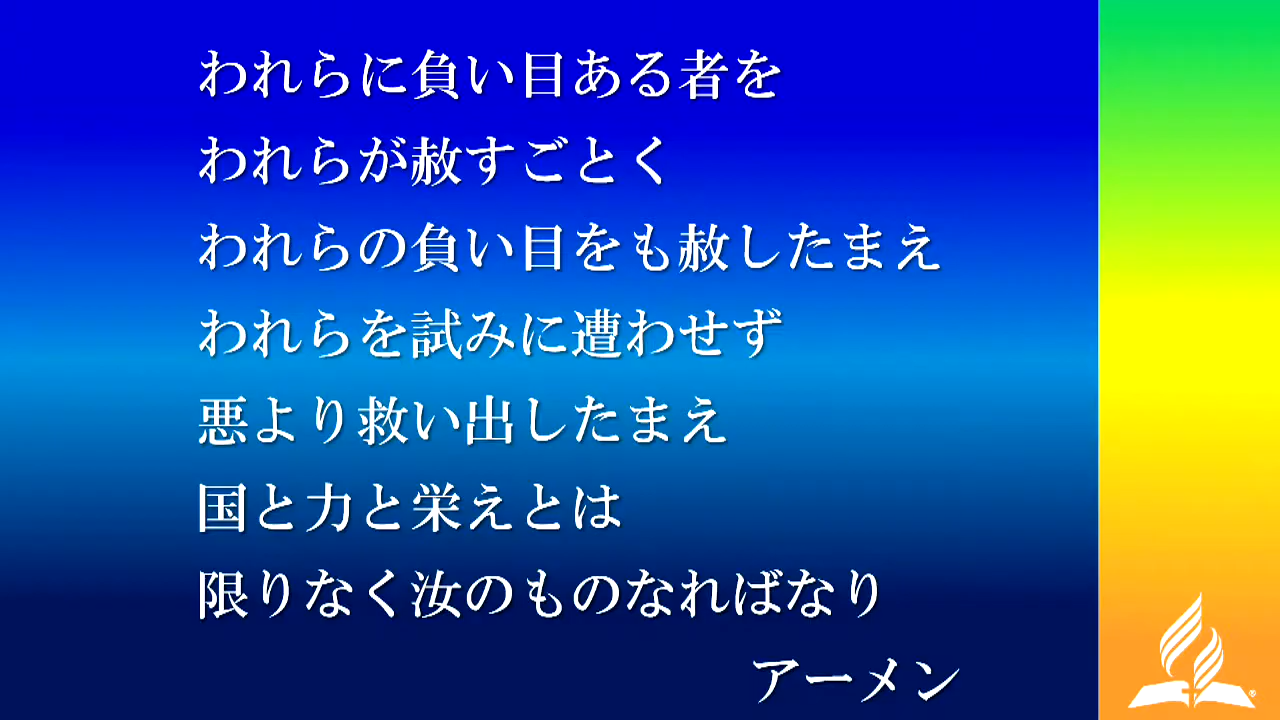 われらに負い目ある者を
われらが赦すごとく
われらの負い目をも赦したまえ
われらを試みに遭わせず
悪より救い出したまえ
国と力と栄えとは
限りなく汝のものなればなり
アーメン
®